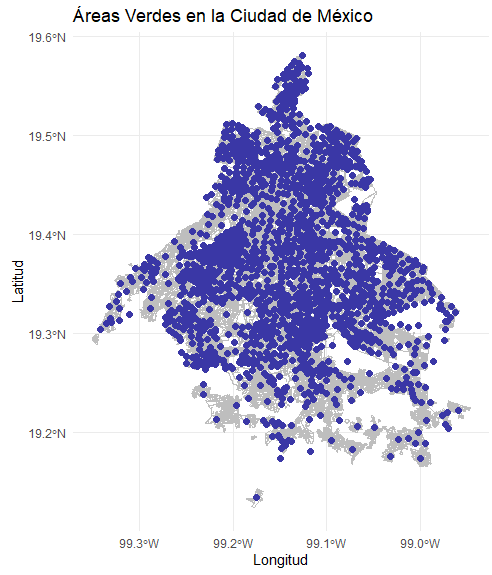 Áreas Verdes en la Ciudad de México
19.6°N
19.5°N
19.4°N
19.3°N
19.2°N
Latitud
99.3°W 99.2°W 99.1°W 99.0°W
Longitud